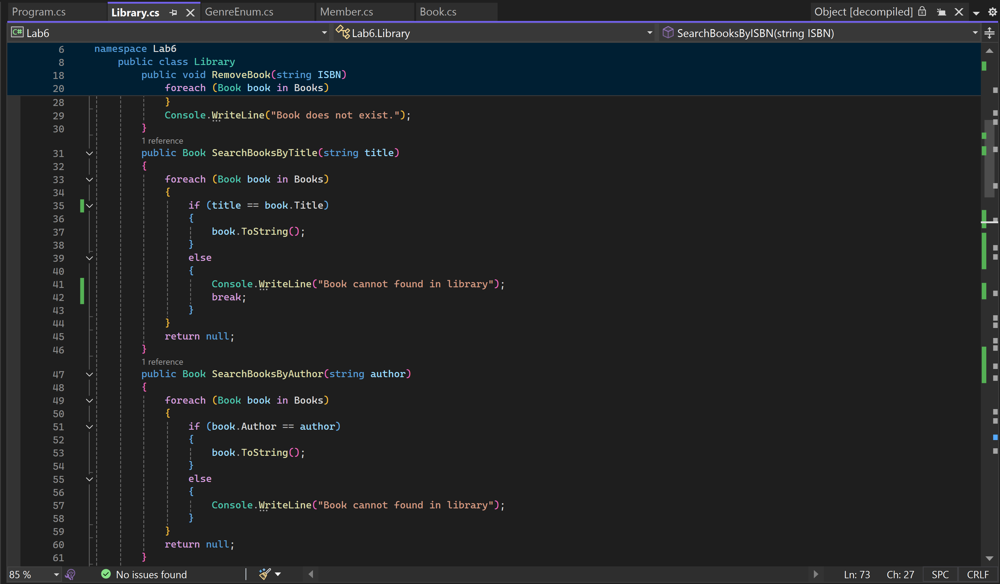 Program.cs Library.cs GenreEnum.cs Member.cs Book.cs Object [decompiled]
C# Lab6 Lab6.Library SearchBooksByISBN(string ISBN)
6 namespace Lab6
8 public class Library
18 public void RemoveBook(string ISBN)
20 foreach (Book book in Books)
28 }
29 Console.WriteLine("Book does not exist.");
30 }
1 reference
31 public Book SearchBooksByTitle(string title)
32 {
33 foreach (Book book in Books)
34 {
35 if (title == book.Title)
36 {
37 book.ToString();
38 }
39 else
40 {
41 Console.WriteLine("Book cannot found in library");
42 break;
43 }
44 }
45 return null;
46 }
1 reference
47 public Book SearchBooksByAuthor(string author)
48 {
49 foreach (Book book in Books)
50 {
51 if (book.Author == author)
52 {
53 book.ToString();
54 }
55 else
56 {
57 Console.WriteLine("Book cannot found in library");
58 }
59 }
60 return null;
61 }
85 % No issues found Ln: 73 Ch: 27 SPC CRLF